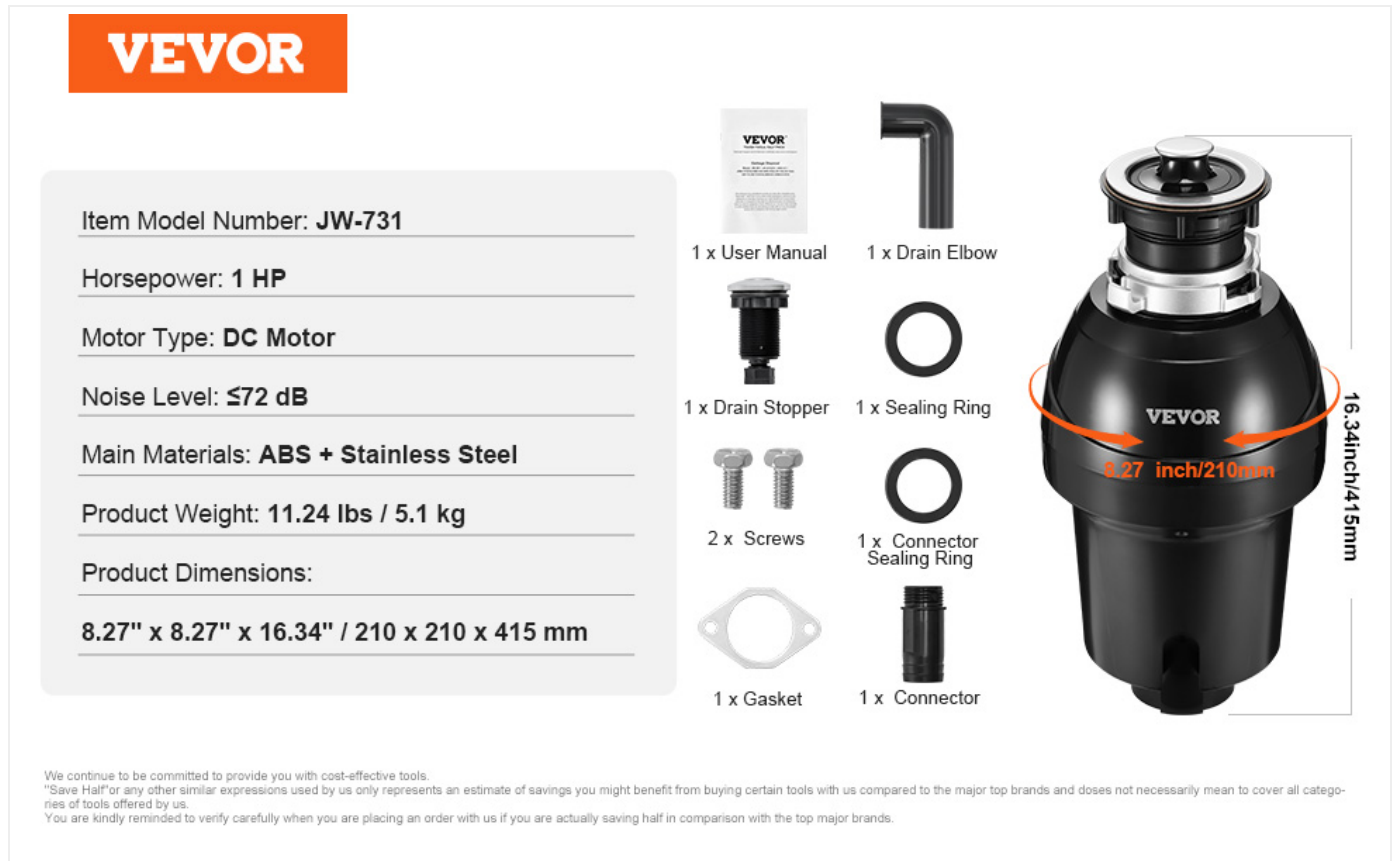 VEVOR
Item Model Number: JW-731
Horsepower: 1 HP
Motor Type: DC Motor
Noise Level: ≤72 dB
Main Materials: ABS + Stainless Steel
Product Weight: 11.24 lbs / 5.1 kg
Product Dimensions:
8.27" x 8.27" x 16.34" / 210 x 210 x 415 mm
VEVOR
1 x User Manual
1 x Drain Elbow
1 x Drain Stopper
1 x Sealing Ring
2 x Screws
1 x Connector
Sealing Ring
1 x Gasket
1 x Connector
VEVOR
8.27 inch/210mm
16.34inch/415mm
We continue to be committed to provide you with cost-effective tools.
"Save Half"or any other similar expressions used by us only represents an estimate of savings you might benefit from buying certain tools with us compared to the major top brands and doses not necessarily mean to cover all catego-
ries of tools offered by us.
You are kindly reminded to verify carefully when you are placing an order with us if you are actually saving half in comparison with the top major brands.